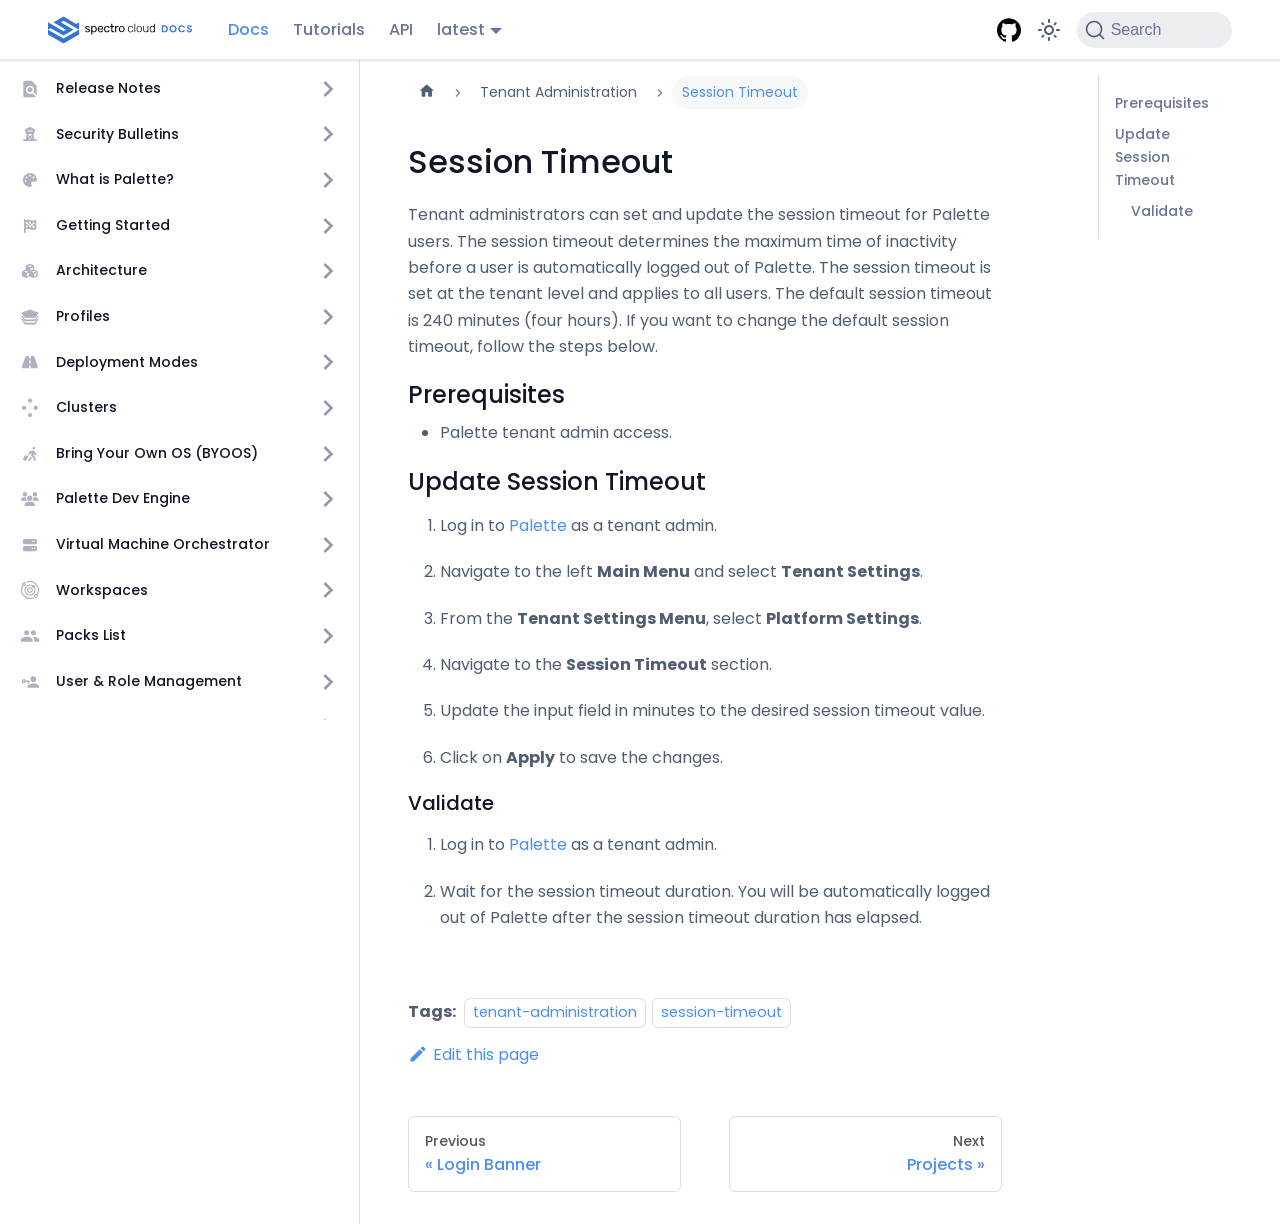 spectro cloud DOCS
Docs
Tutorials
API
latest
Search
Release Notes
Security Bulletins
What is Palette?
Getting Started
Architecture
Profiles
Deployment Modes
Clusters
Bring Your Own OS (BYOOS)
Palette Dev Engine
Virtual Machine Orchestrator
Workspaces
Packs List
User & Role Management
Tenant Administration
Session Timeout
Session Timeout
Tenant administrators can set and update the session timeout for Palette
users. The session timeout determines the maximum time of inactivity
before a user is automatically logged out of Palette. The session timeout is
set at the tenant level and applies to all users. The default session timeout
is 240 minutes (four hours). If you want to change the default session
timeout, follow the steps below.
Prerequisites
Palette tenant admin access.
Update Session Timeout
1. Log in to Palette as a tenant admin.
2. Navigate to the left Main Menu and select Tenant Settings.
3. From the Tenant Settings Menu, select Platform Settings.
4. Navigate to the Session Timeout section.
5. Update the input field in minutes to the desired session timeout value.
6. Click on Apply to save the changes.
Validate
1. Log in to Palette as a tenant admin.
2. Wait for the session timeout duration. You will be automatically logged
out of Palette after the session timeout duration has elapsed.
Tags: tenant-administration session-timeout
Edit this page
Previous
« Login Banner
Next
Projects »
Prerequisites
Update
Session
Timeout
Validate